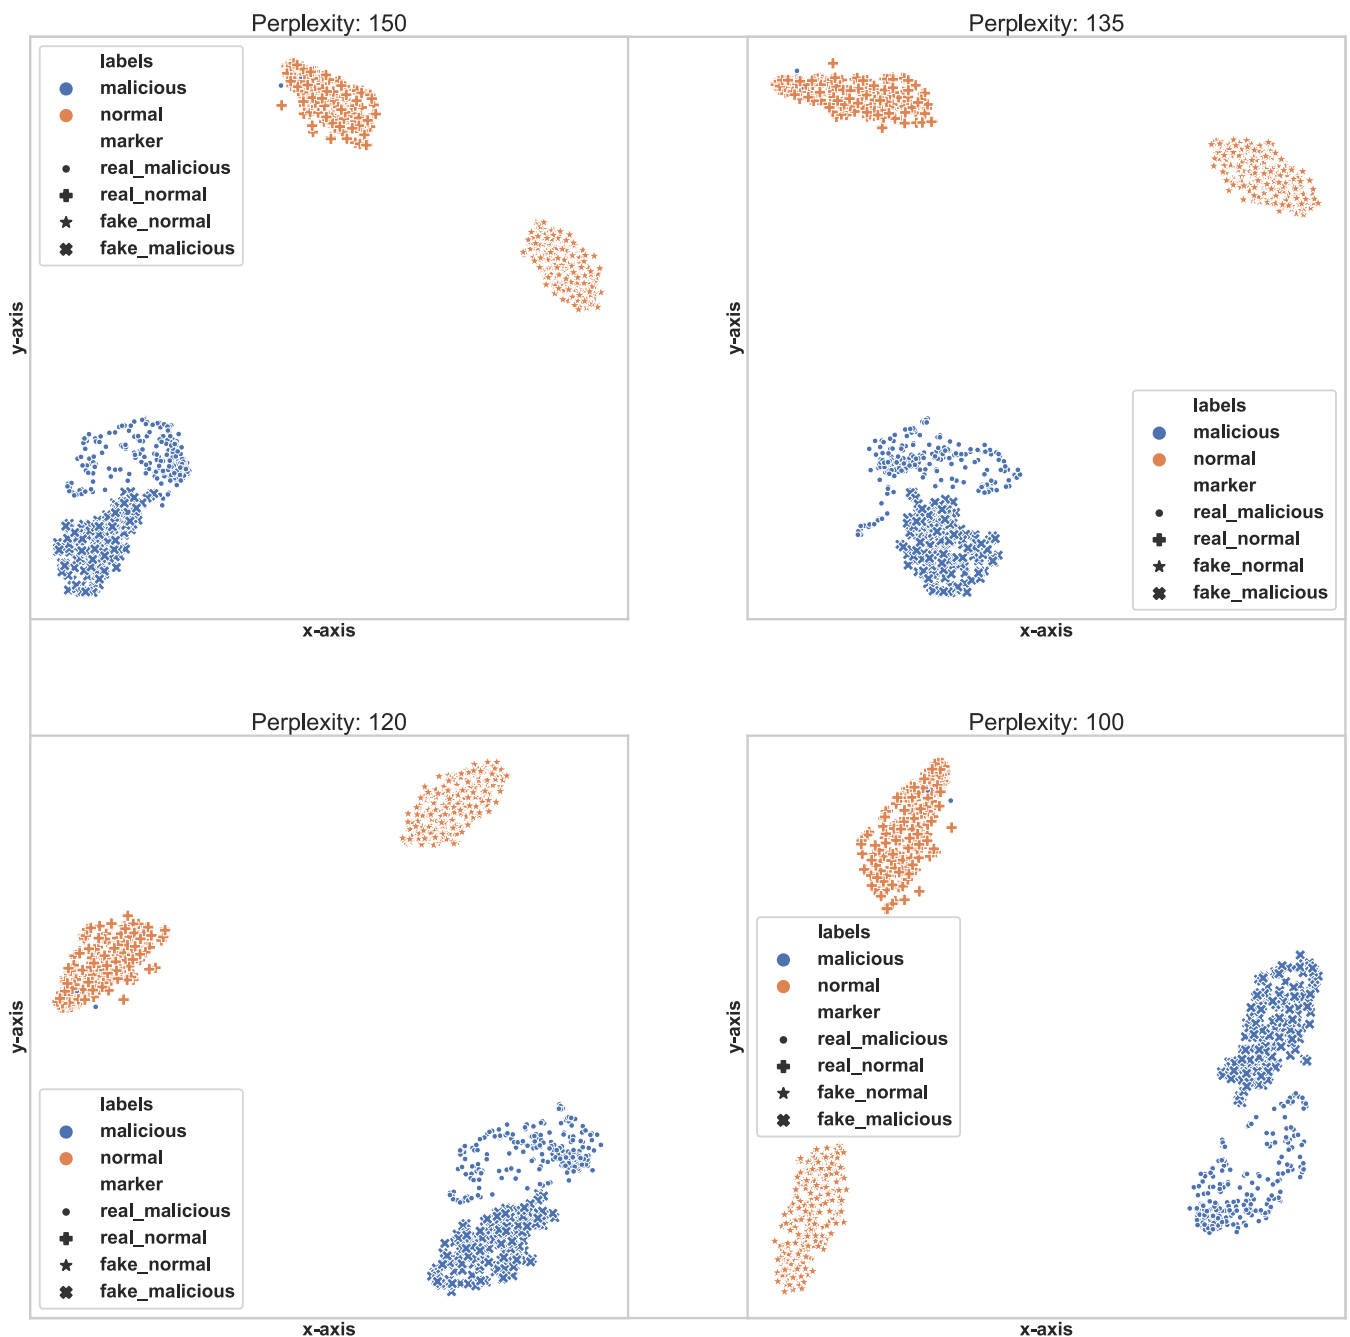 Perplexity: 150
labels
malicious
normal
marker
real_malicious
real_normal
fake_normal
fake_malicious
y-axis
x-axis
Perplexity: 135
labels
malicious
normal
marker
real_malicious
real_normal
fake_normal
fake_malicious
y-axis
x-axis
Perplexity: 120
labels
malicious
normal
marker
real_malicious
real_normal
fake_normal
fake_malicious
y-axis
x-axis
Perplexity: 100
labels
malicious
normal
marker
real_malicious
real_normal
fake_normal
fake_malicious
y-axis
x-axis